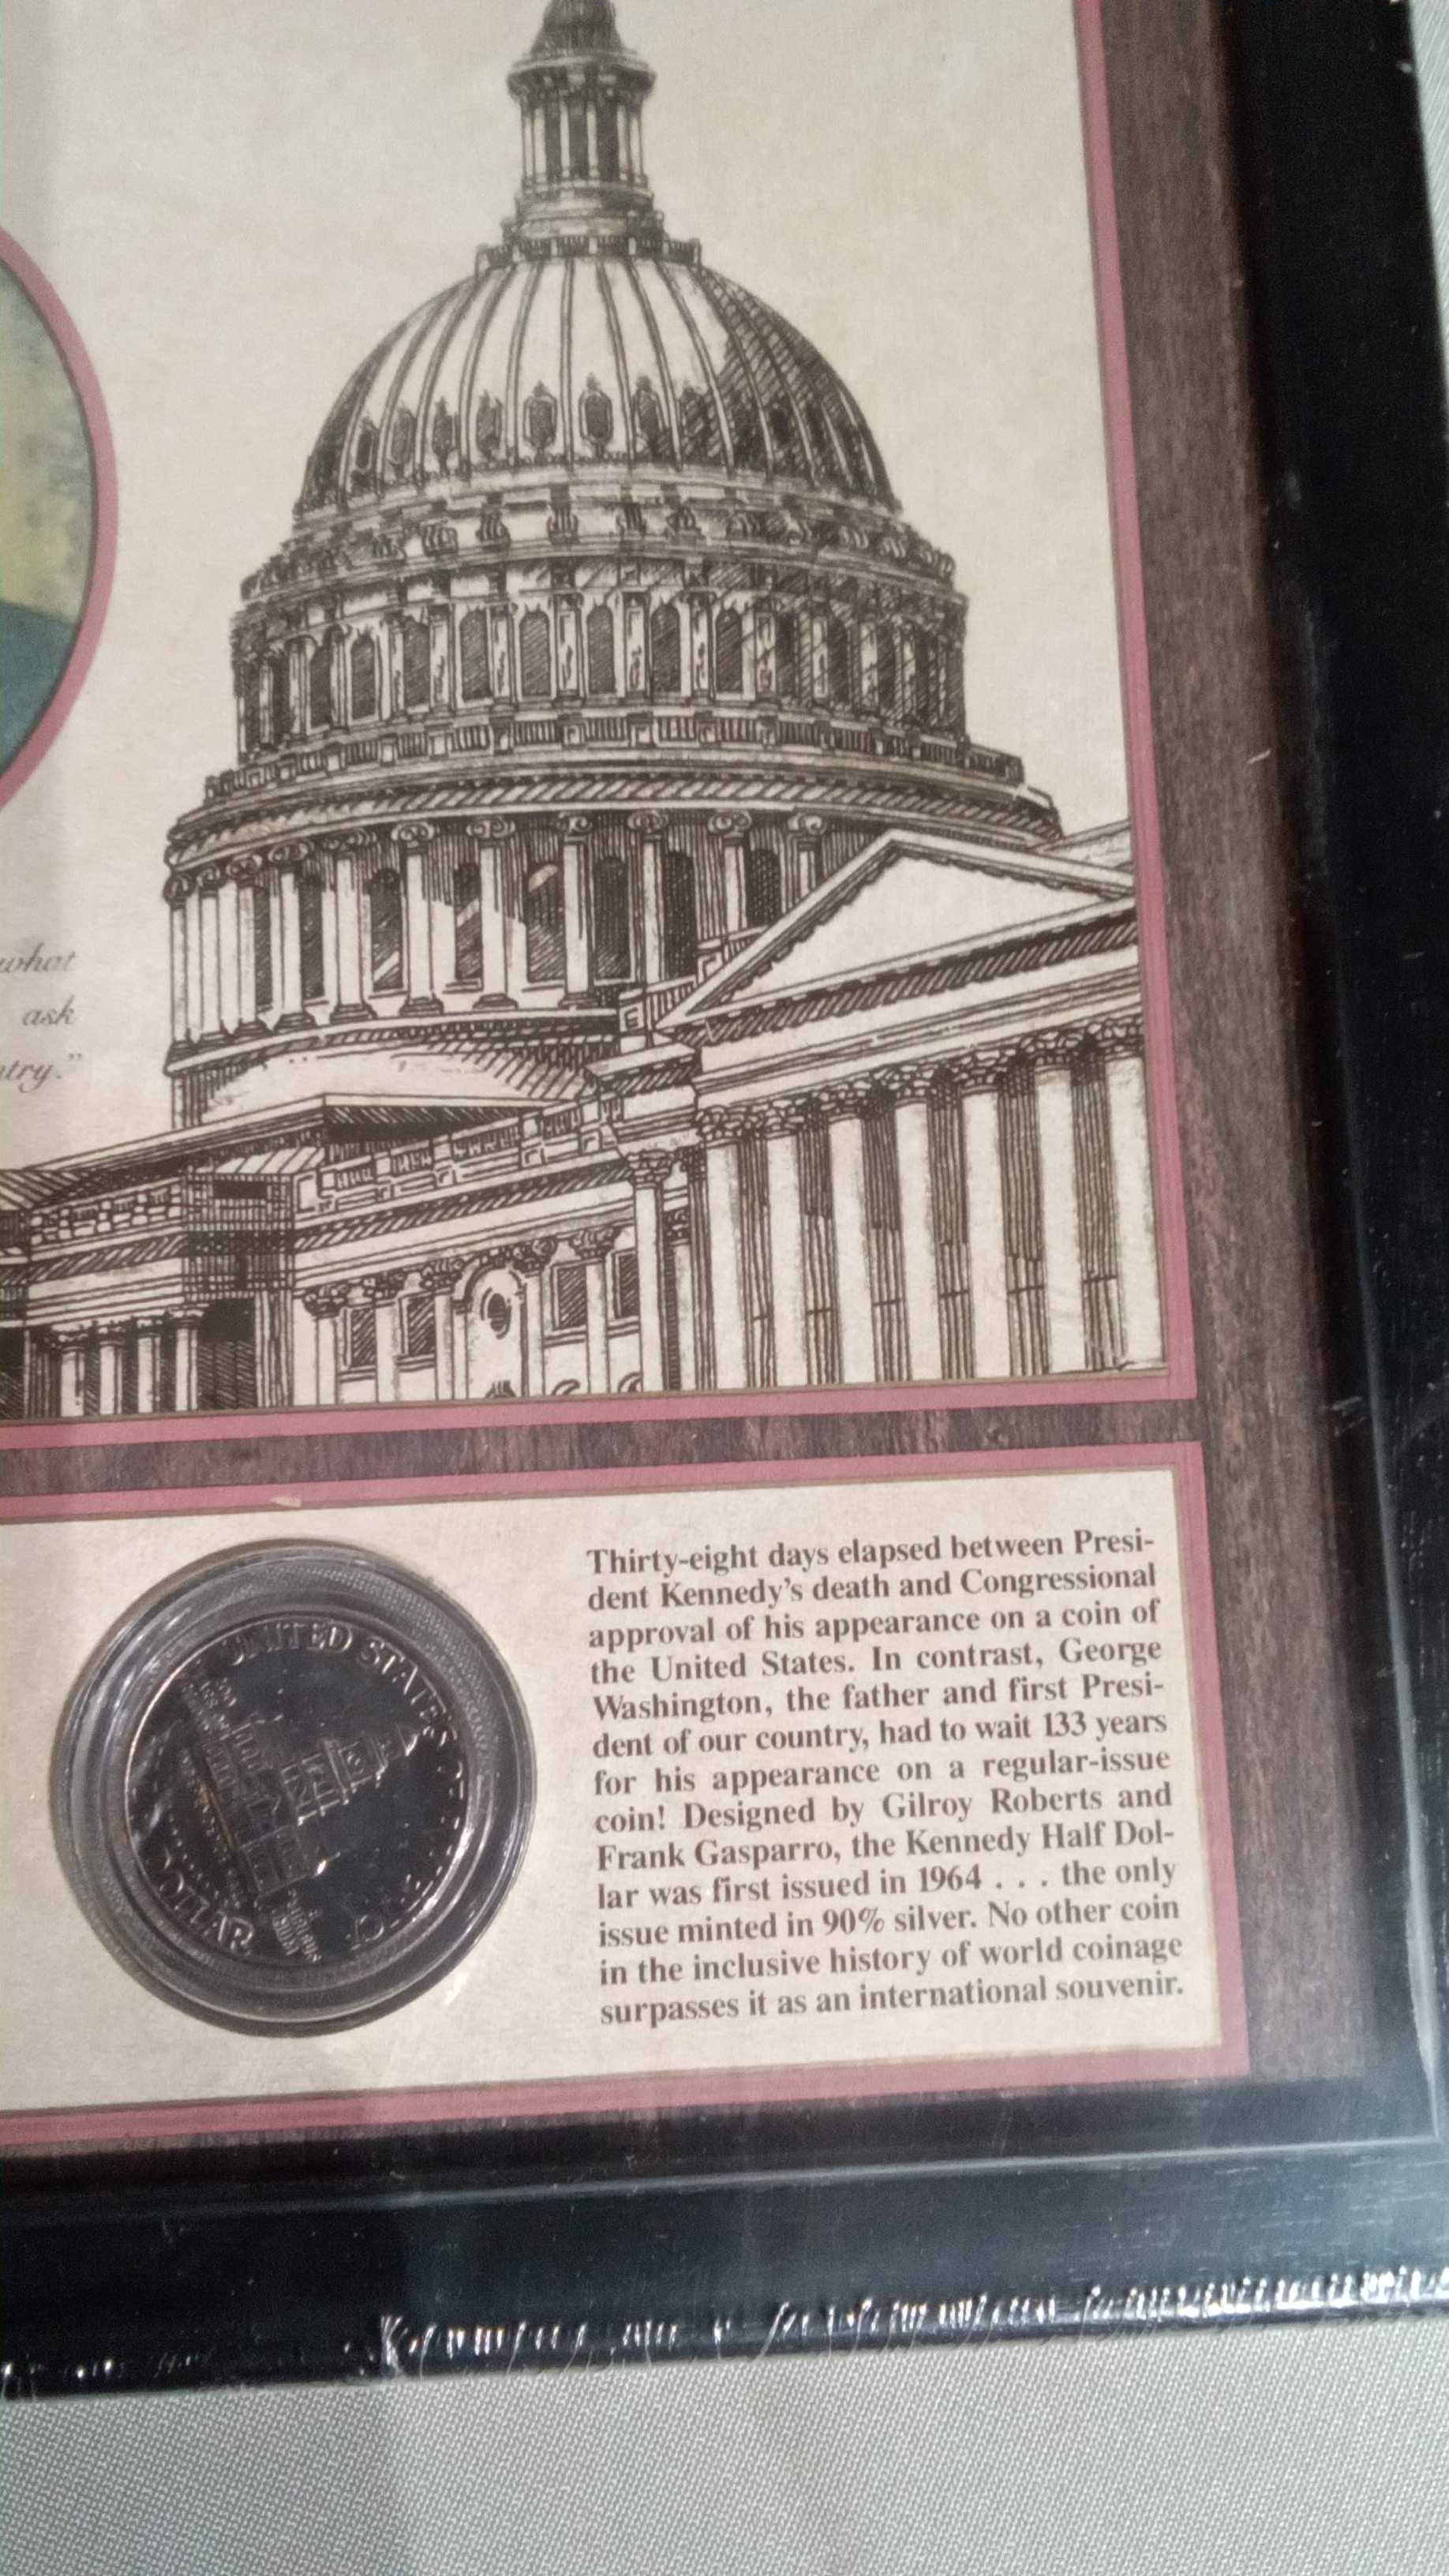 what
ask
ntry."
Thirty-eight days elapsed between Presi-
dent Kennedy's death and Congressional
approval of his appearance on a coin of
the United States. In contrast, George
Washington, the father and first Presi-
dent of our country, had to wait 133 years
for his appearance on a regular-issue
coin! Designed by Gilroy Roberts and
Frank Gasparro, the Kennedy Half Dol-
lar was first issued in 1964 . . . the only
issue minted in 90% silver. No other coin
in the inclusive history of world coinage
surpasses it as an international souvenir.
UNITED STATES
DOLLAR